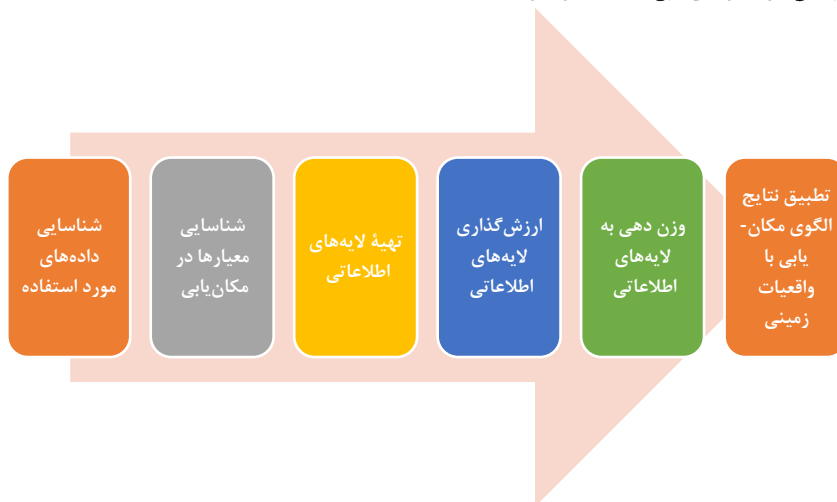 شناسایی
داده‌های
مورد استفاده
شناسایی
معیارها در
مکان‌یابی
تهیهٔ لایه‌های
اطلاعاتی
ارزش‌گذاری
لایه‌های
اطلاعاتی
وزن دهی به
لایه‌های
اطلاعاتی
تطبیق نتایج
الگوی مکان-
یابی با
واقعیات
زمینی